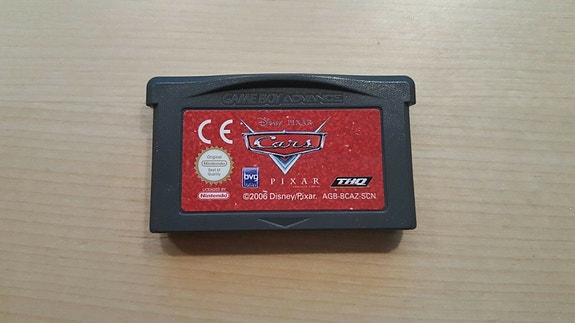 GAME BOY ADVANCE
CE
Disney PIXAR
Cars
Original
Nintendo
Seal of
Quality
LICENSED BY
Nintendo
bvg
PIXAR
THQ
©2006 Disney/Pixar.
AGB-BCAZ-SCN